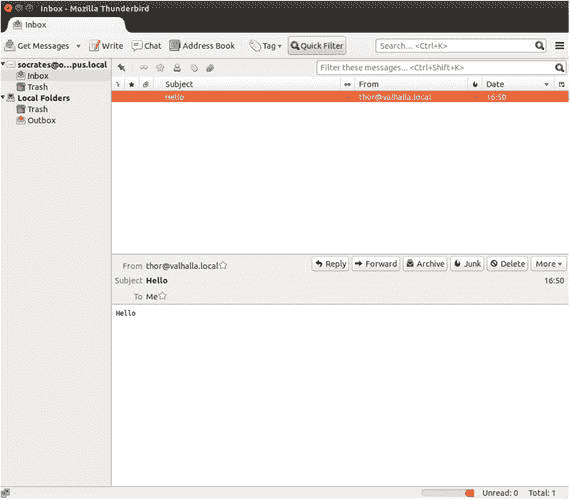 Inbox - Mozilla Thunderbird
Inbox
Get Messages Write Chat Address Book Tag Quick Filter Search... <Ctrl+K>
socrates@o...pus.local
Inbox
Trash
Local Folders
Trash
Outbox
Filter these messages... <Ctrl+Shift+K>
Subject From Date
Hello thor@valhalla.local 16:50
From thor@valhalla.local Reply Forward Archive Junk Delete More
Subject Hello 16:50
To Me
Hello
Unread: 0 Total: 1